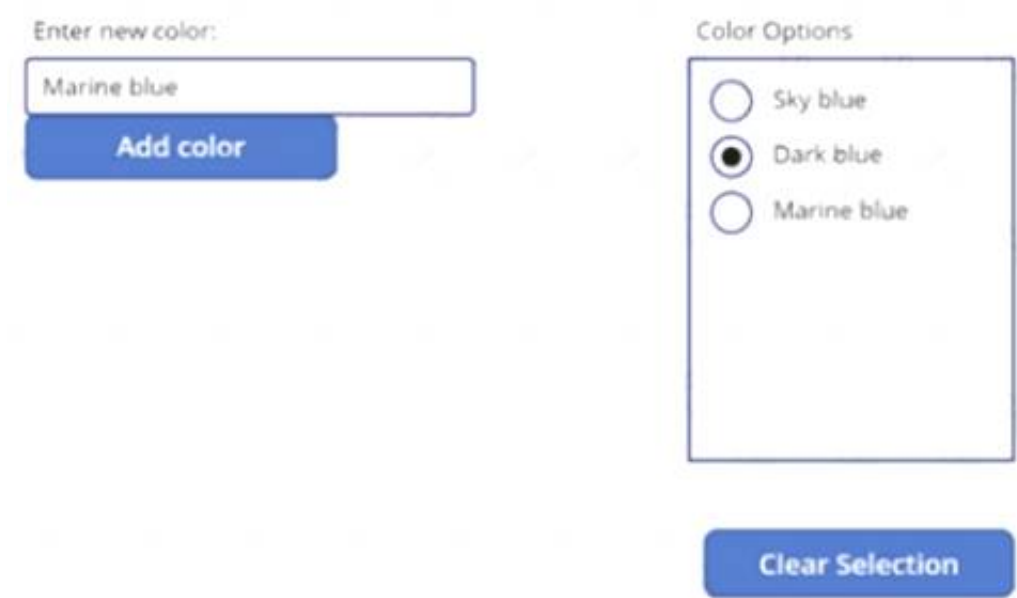 Enter new color:
Marine blue
Add color
Color Options
Sky blue
Dark blue
Marine blue
Clear Selection